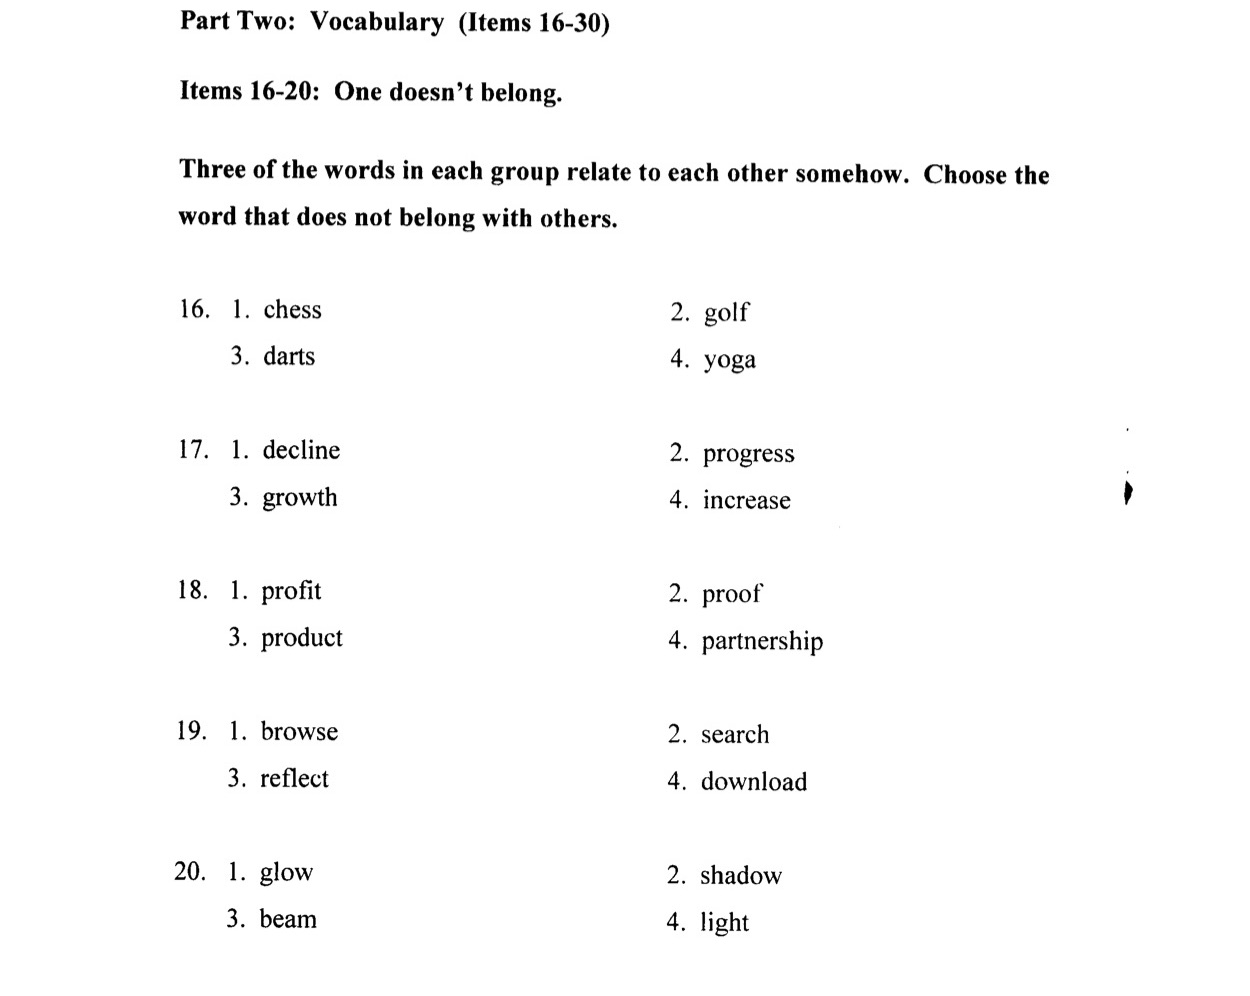 Part Two: Vocabulary (Items 16-30)
Items 16-20: One doesn't belong.
Three of the words in each group relate to each other somehow. Choose the
word that does not belong with others.
16. 1. chess 2. golf
3. darts 4. yoga
17. 1. decline 2. progress
3. growth 4. increase
18. 1. profit 2. proof
3. product 4. partnership
19. 1. browse 2. search
3. reflect 4. download
20. 1. glow 2. shadow
3. beam 4. light